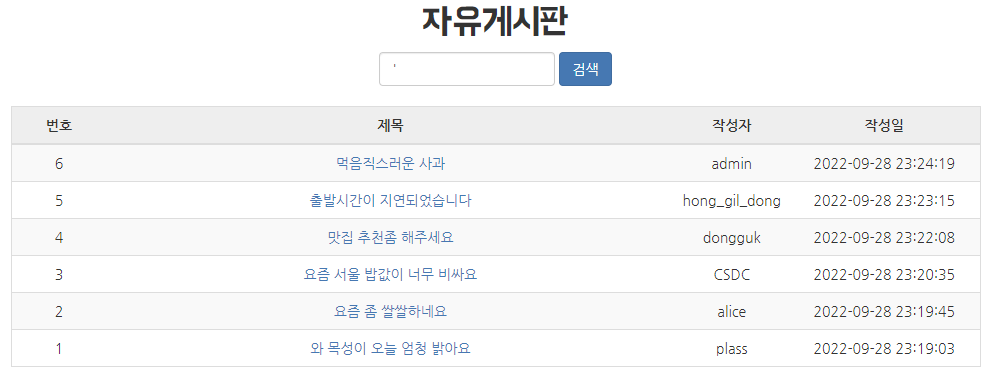 자유게시판
' 검색
번호 제목 작성자 작성일
6 먹음직스러운 사과 admin 2022-09-28 23:24:19
5 출발시간이 지연되었습니다 hong_gil_dong 2022-09-28 23:23:15
4 맛집 추천좀 해주세요 dongguk 2022-09-28 23:22:08
3 요즘 서울 밥값이 너무 비싸요 CSDC 2022-09-28 23:20:35
2 요즘 좀 쌀쌀하네요 alice 2022-09-28 23:19:45
1 와 목성이 오늘 엄청 밝아요 plass 2022-09-28 23:19:03